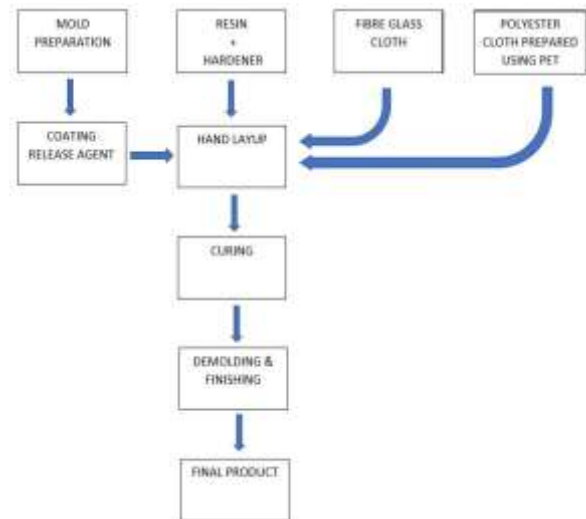 MOLD
PREPARATION
RESIN
+
HARDENER
FIBRE GLASS
CLOTH
POLYESTER
CLOTH PREPARED
USING PET
COATING
RELEASE AGENT
HAND LAYUP
CURING
DEMOLDING &
FINISHING
FINAL PRODUCT